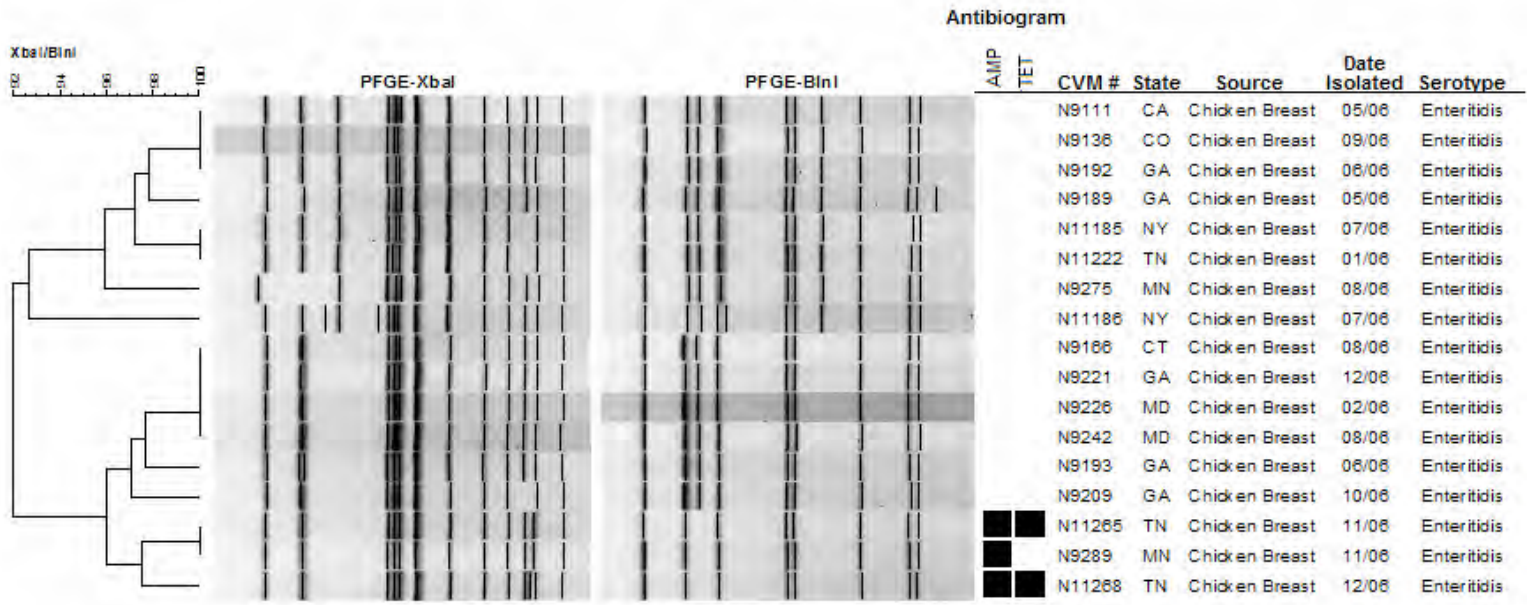 Antibiogram
XbaI/BlnI
92 94 96 98 100
PFGE-XbaI PFGE-BlnI
AMP TET CVM # State Source Date Isolated Serotype
N9111 CA Chicken Breast 05/06 Enteritidis
N9136 CO Chicken Breast 09/06 Enteritidis
N9192 GA Chicken Breast 06/06 Enteritidis
N9189 GA Chicken Breast 05/06 Enteritidis
N11185 NY Chicken Breast 07/06 Enteritidis
N11222 TN Chicken Breast 01/06 Enteritidis
N9275 MN Chicken Breast 08/06 Enteritidis
N11186 NY Chicken Breast 07/06 Enteritidis
N9166 CT Chicken Breast 08/06 Enteritidis
N9221 GA Chicken Breast 12/06 Enteritidis
N9226 MD Chicken Breast 02/06 Enteritidis
N9242 MD Chicken Breast 08/06 Enteritidis
N9193 GA Chicken Breast 06/06 Enteritidis
N9209 GA Chicken Breast 10/06 Enteritidis
N11265 TN Chicken Breast 11/06 Enteritidis
N9289 MN Chicken Breast 11/06 Enteritidis
N11268 TN Chicken Breast 12/06 Enteritidis